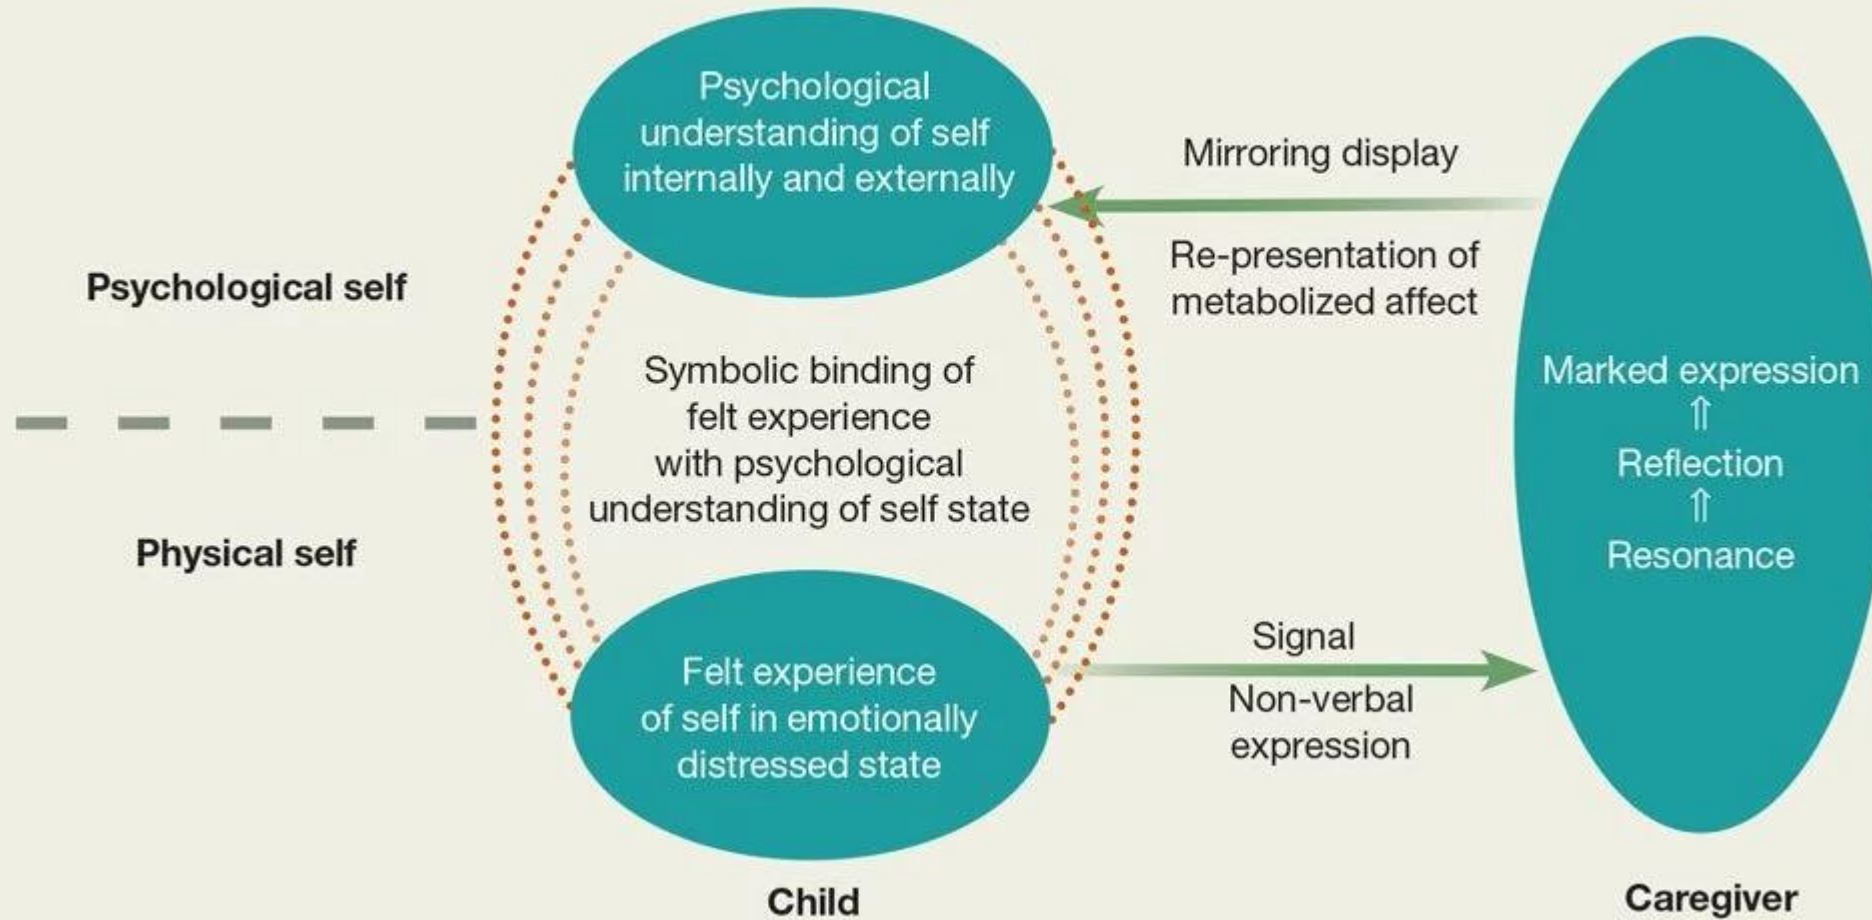 Psychological
understanding of self
internally and externally
Mirroring display
Re-presentation of
metabolized affect
Psychological self
Symbolic binding of
felt experience
with psychological
understanding of self state
Physical self
Marked expression
⇑
Reflection
⇑
Resonance
Signal
Non-verbal
expression
Felt experience
of self in emotionally
distressed state
Child
Caregiver